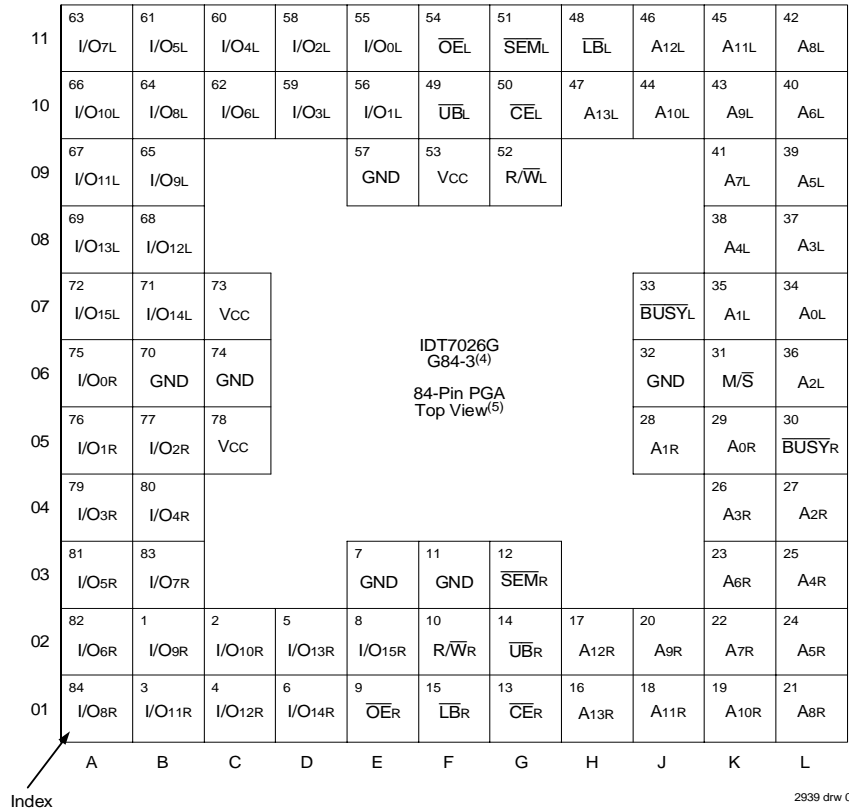 63 61 60 58 55 54 51 48 46 45 42
11 I/O7L I/O5L I/O4L I/O2L I/O0L OEL SEML LBL A12L A11L A8L
66 64 62 59 56 49 50 47 44 43 40
10 I/O10L I/O8L I/O6L I/O3L I/O1L UBL CEL A13L A10L A9L A6L
67 65 57 53 52 41 39
09 I/O11L I/O9L GND VCC R/WL A7L A5L
69 68 38 37
08 I/O13L I/O12L A4L A3L
72 71 73 33 35 34
07 I/O15L I/O14L VCC BUSYL A1L A0L
IDT7026G
G84-3(4)
75 70 74 32 31 36
06 I/O0R GND GND GND M/S A2L
84-Pin PGA
Top View(5)
76 77 78 28 29 30
05 I/O1R I/O2R VCC A1R A0R BUSYR
79 80 26 27
04 I/O3R I/O4R A3R A2R
81 83 7 11 12 23 25
03 I/O5R I/O7R GND GND SEMR A6R A4R
82 1 2 5 8 10 14 17 20 22 24
02 I/O6R I/O9R I/O10R I/O13R I/O15R R/WR UBR A12R A9R A7R A5R
84 3 4 6 9 15 13 16 18 19 21
01 I/O8R I/O11R I/O12R I/O14R OER LBR CER A13R A11R A10R A8R
A B C D E F G H J K L
Index
2939 drw 0